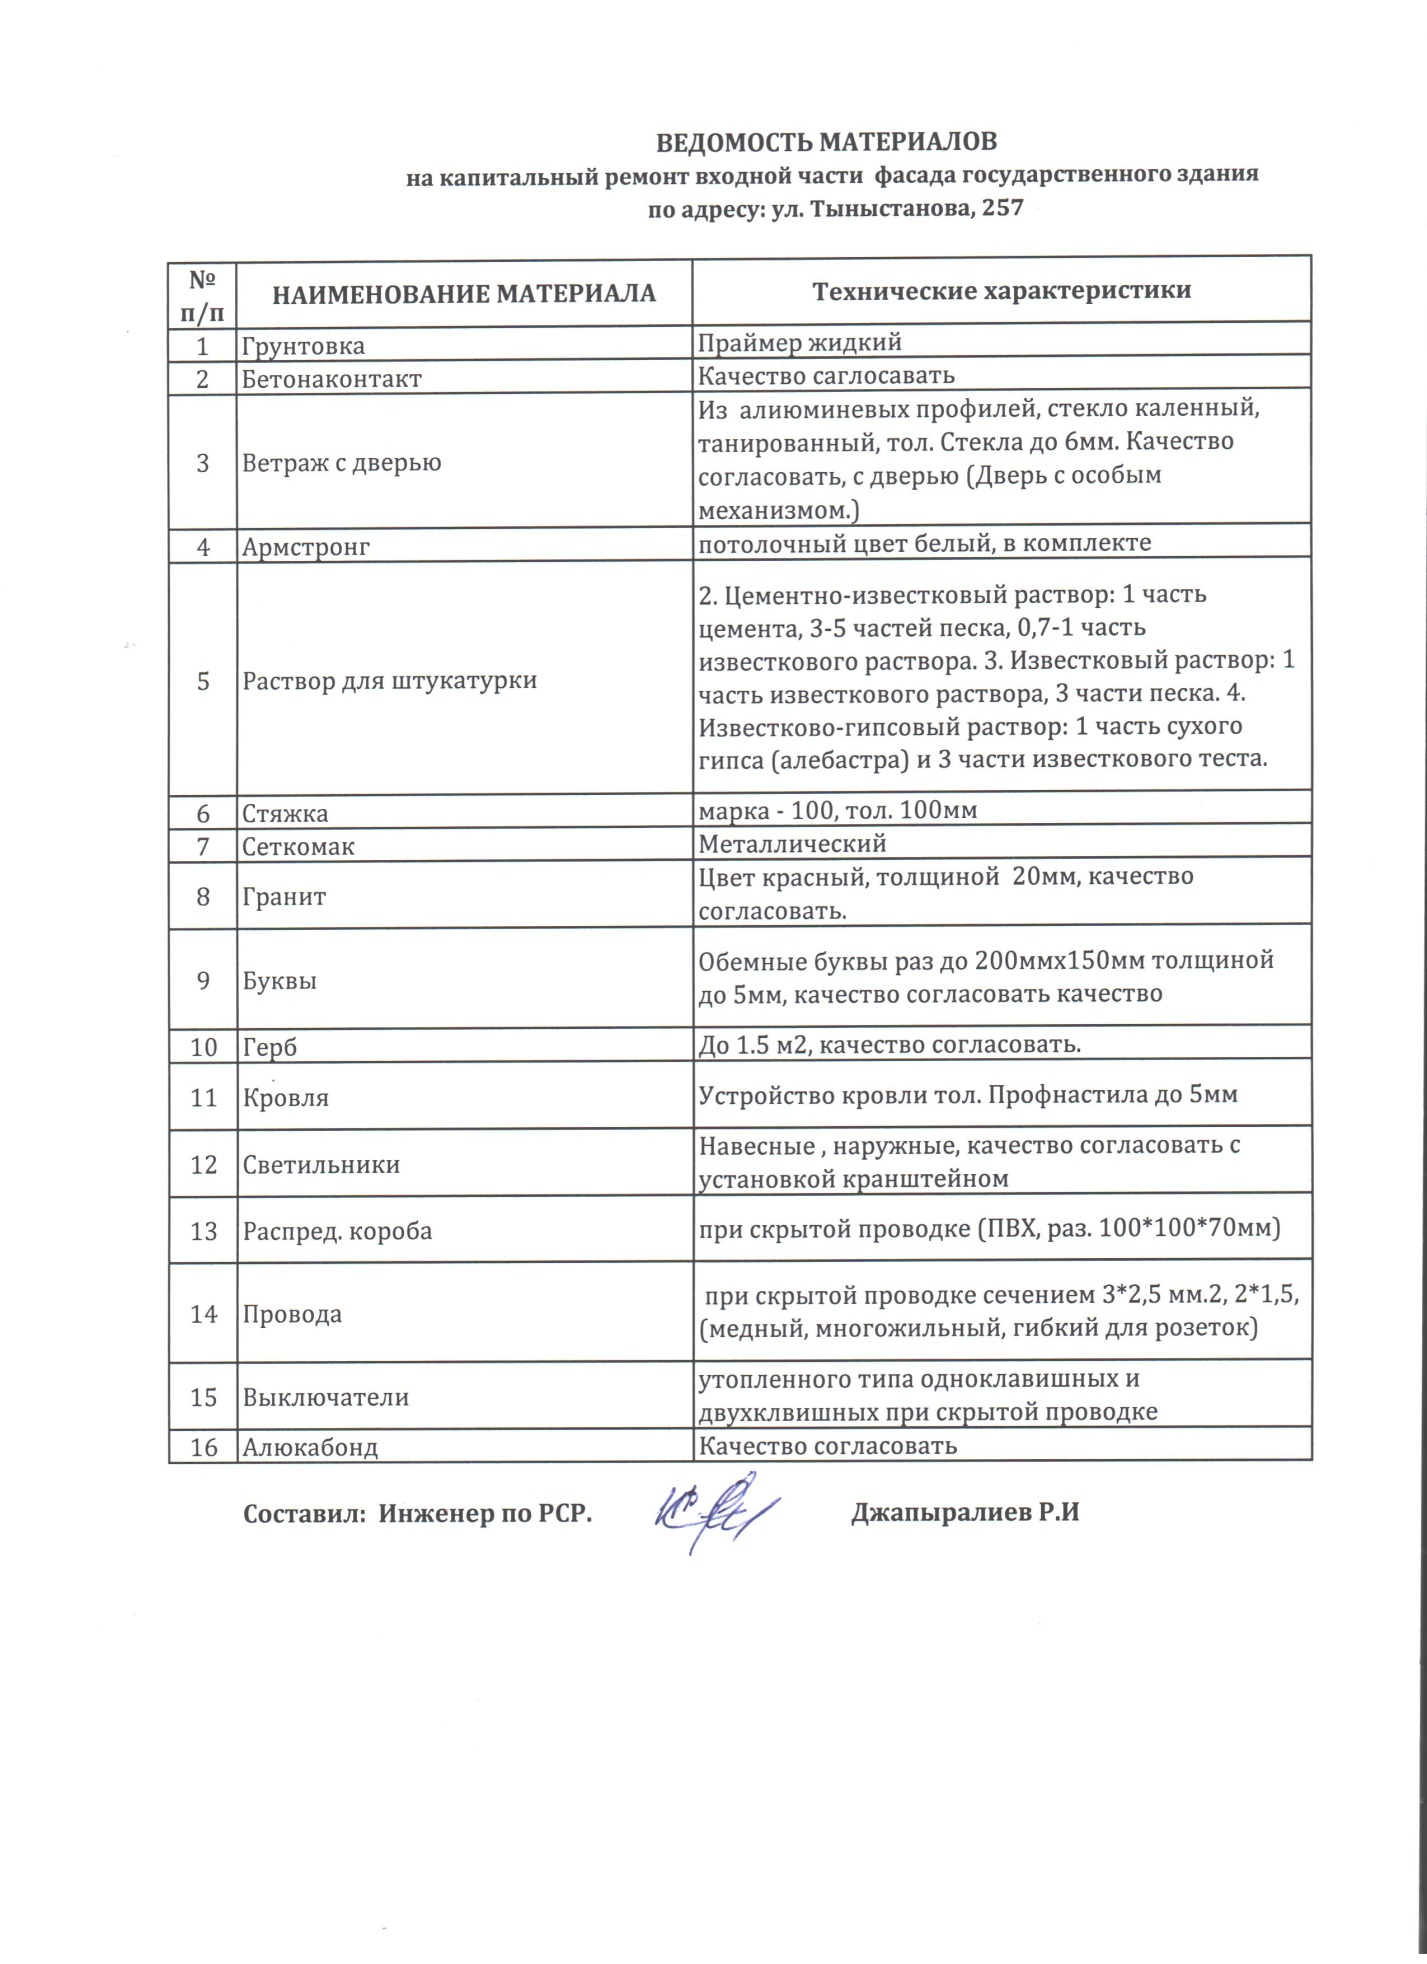 ВЕДОМОСТЬ МАТЕРИАЛОВ
на капитальный ремонт входной части фасада государственного здания
по адресу: ул. Тыныстанова, 257
№ п/п НАИМЕНОВАНИЕ МАТЕРИАЛА Технические характеристики
1 Грунтовка Праймер жидкий
2 Бетонаконтакт Качество саглосавать
3 Ветраж с дверью Из алиюминевых профилей, стекло каленный,
танированный, тол. Стекла до 6мм. Качество
согласовать, с дверью (Дверь с особым
механизмом.)
4 Армстронг потолочный цвет белый, в комплекте
5 Раствор для штукатурки 2. Цементно-известковый раствор: 1 часть
цемента, 3-5 частей песка, 0,7-1 часть
известкового раствора. 3. Известковый раствор: 1
часть известкового раствора, 3 части песка. 4.
Известково-гипсовый раствор: 1 часть сухого
гипса (алебастра) и 3 части известкового теста.
6 Стяжка марка - 100, тол. 100мм
7 Сеткомак Металлический
8 Гранит Цвет красный, толщиной 20мм, качество
согласовать.
9 Буквы Обемные буквы раз до 200ммх150мм толщиной
до 5мм, качество согласовать качество
10 Герб До 1.5 м2, качество согласовать.
11 Кровля Устройство кровли тол. Профнастила до 5мм
12 Светильники Навесные , наружные, качество согласовать с
установкой кранштейном
13 Распред. короба при скрытой проводке (ПВХ, раз. 100*100*70мм)
14 Провода при скрытой проводке сечением 3*2,5 мм.2, 2*1,5,
(медный, многожильный, гибкий для розеток)
15 Выключатели утопленного типа одноклавишных и
двухклвишных при скрытой проводке
16 Алюкабонд Качество согласовать
Составил: Инженер по РСР. Джапыралиев Р.И